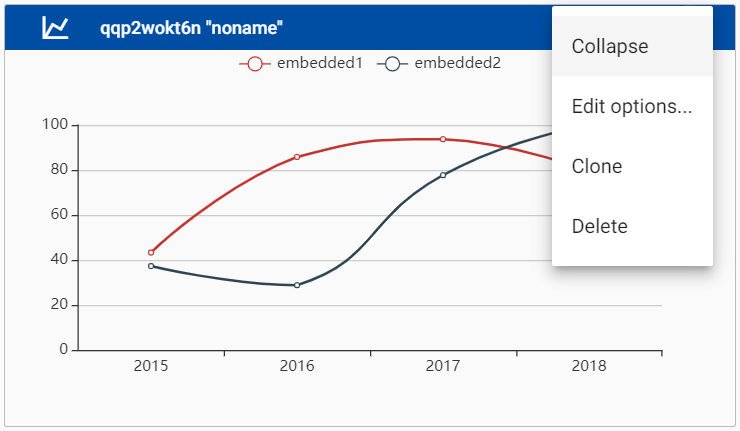 qqp2wokt6n "noname"
embedded1 embedded2
Collapse
Edit options...
Clone
Delete
100
80
60
40
20
0
2015 2016 2017 2018